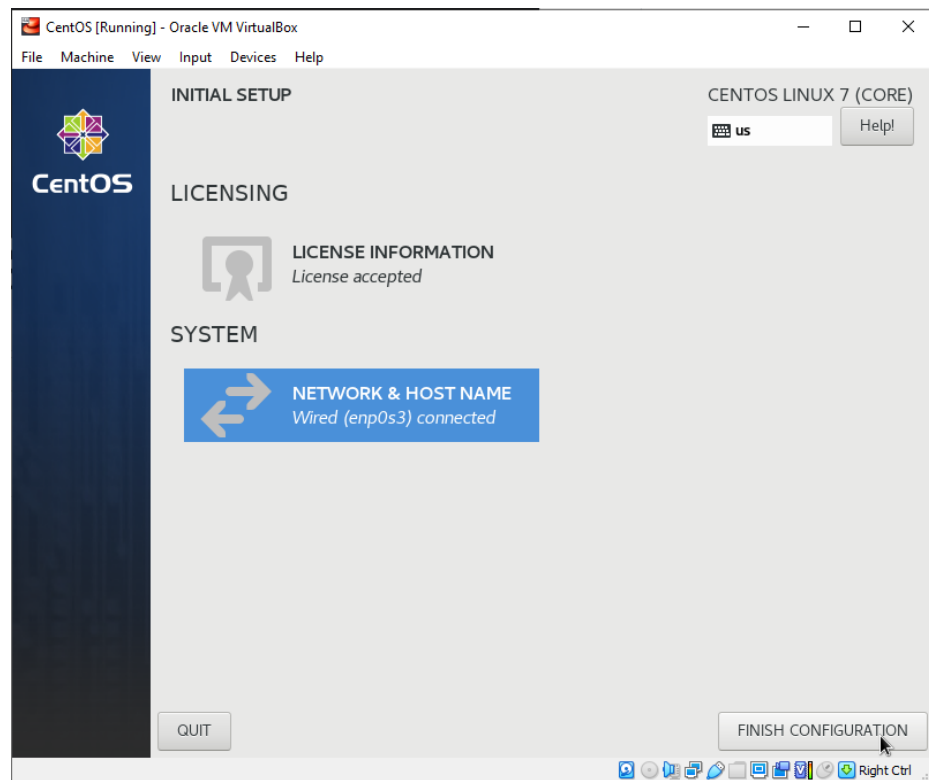 CentOS [Running] - Oracle VM VirtualBox
File Machine View Input Devices Help
INITIAL SETUP
CENTOS LINUX 7 (CORE)
us
Help!
CentOS
LICENSING
LICENSE INFORMATION
License accepted
SYSTEM
NETWORK & HOST NAME
Wired (enp0s3) connected
QUIT
FINISH CONFIGURATION
Right Ctrl